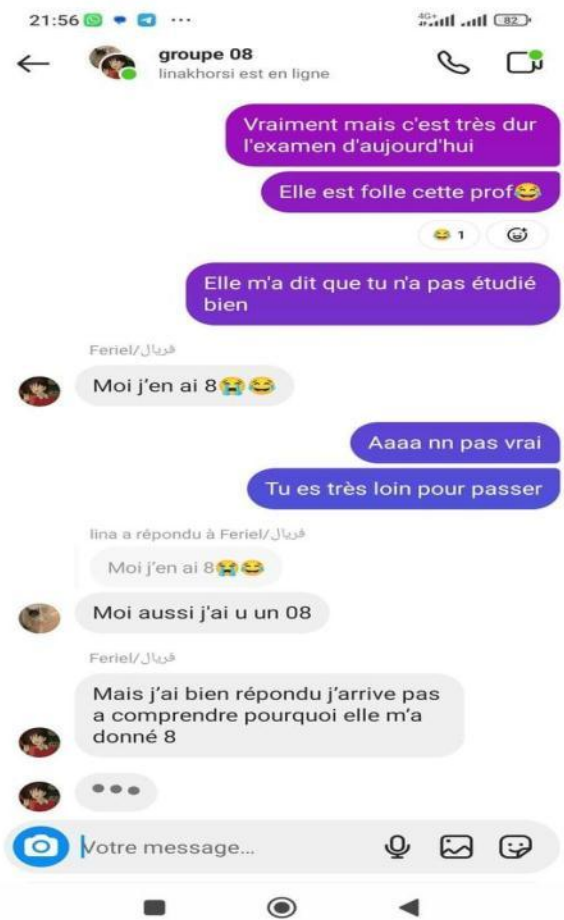 21:56 ...
4G+ 82
groupe 08
linakhorsi est en ligne
Vraiment mais c'est très dur
l'examen d'aujourd'hui
Elle est folle cette prof😂
😂 1
Elle m'a dit que tu n'a pas étudié
bien
Feriel/فريال
Moi j'en ai 8😭😂
Aaaa nn pas vrai
Tu es très loin pour passer
lina a répondu à Feriel/فريال
Moi j'en ai 8😭😂
Moi aussi j'ai u un 08
Feriel/فريال
Mais j'ai bien répondu j'arrive pas
a comprendre pourquoi elle m'a
donné 8
Votre message...